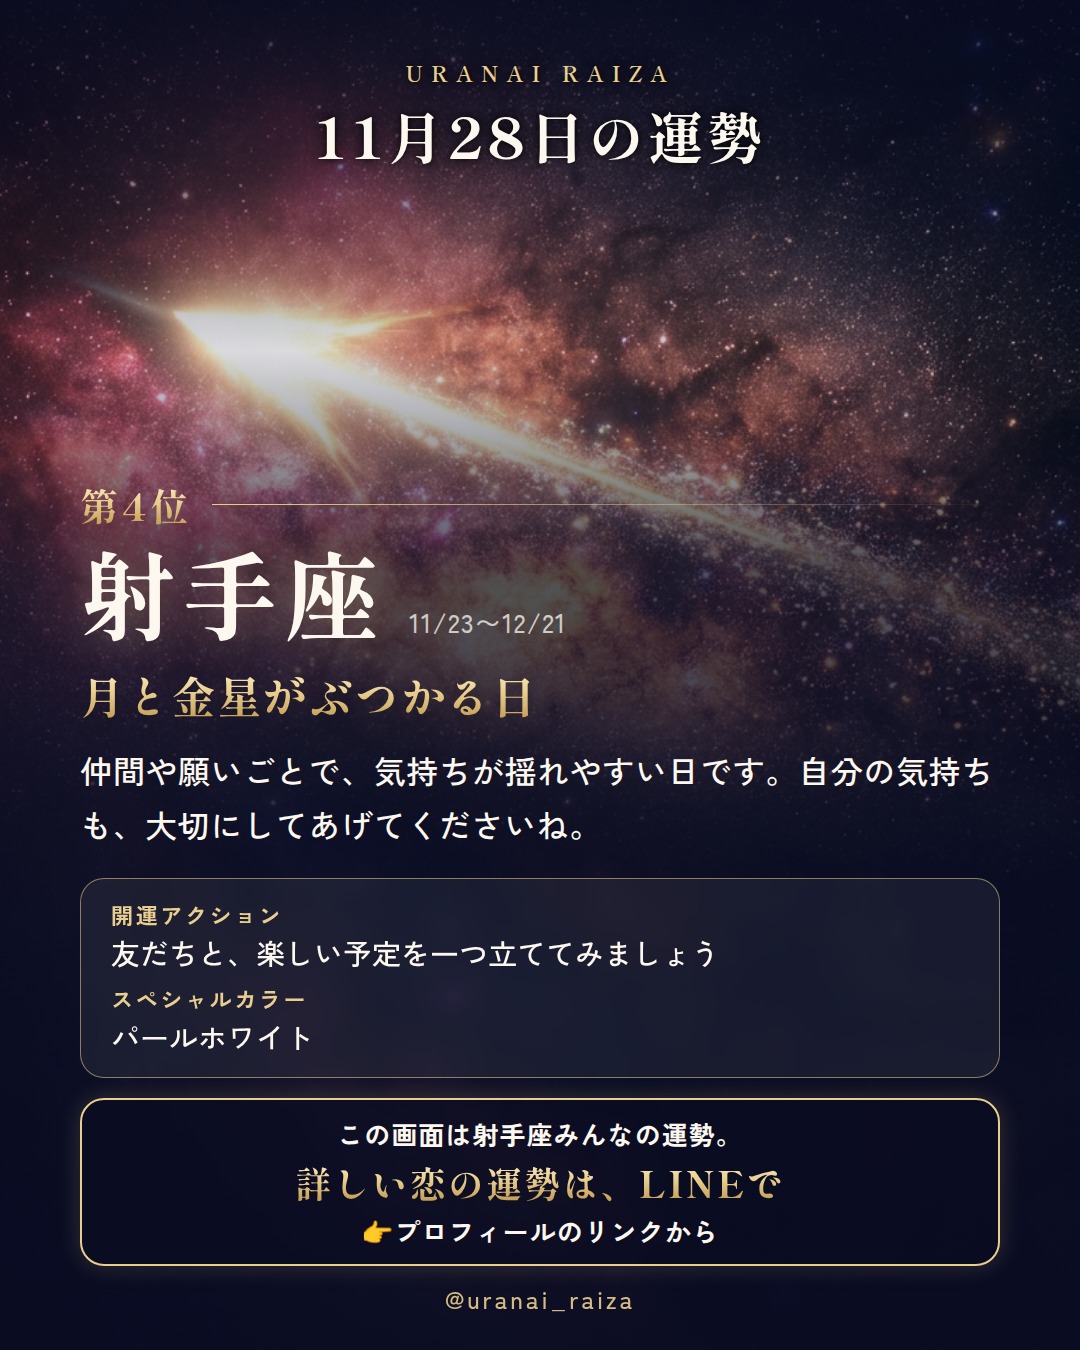 URANAI RAIZA
11月28日の運勢
第4位
射手座 11/23〜12/21
月と金星がぶつかる日
仲間や願いごとで、気持ちが揺れやすい日です。自分の気持ち
も、大切にしてあげてくださいね。
開運アクション
友だちと、楽しい予定を一つ立ててみましょう
スペシャルカラー
パールホワイト
この画面は射手座みんなの運勢。
詳しい恋の運勢は、LINEで
👉プロフィールのリンクから
@uranai_raiza